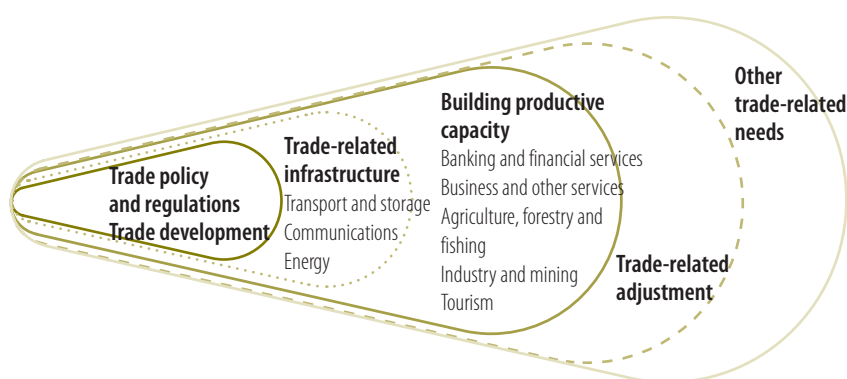 Trade policy
and regulations
Trade development
Trade-related
infrastructure
Transport and storage
Communications
Energy
Building productive
capacity
Banking and financial services
Business and other services
Agriculture, forestry and
fishing
Industry and mining
Tourism
Trade-related
adjustment
Other
trade-related
needs